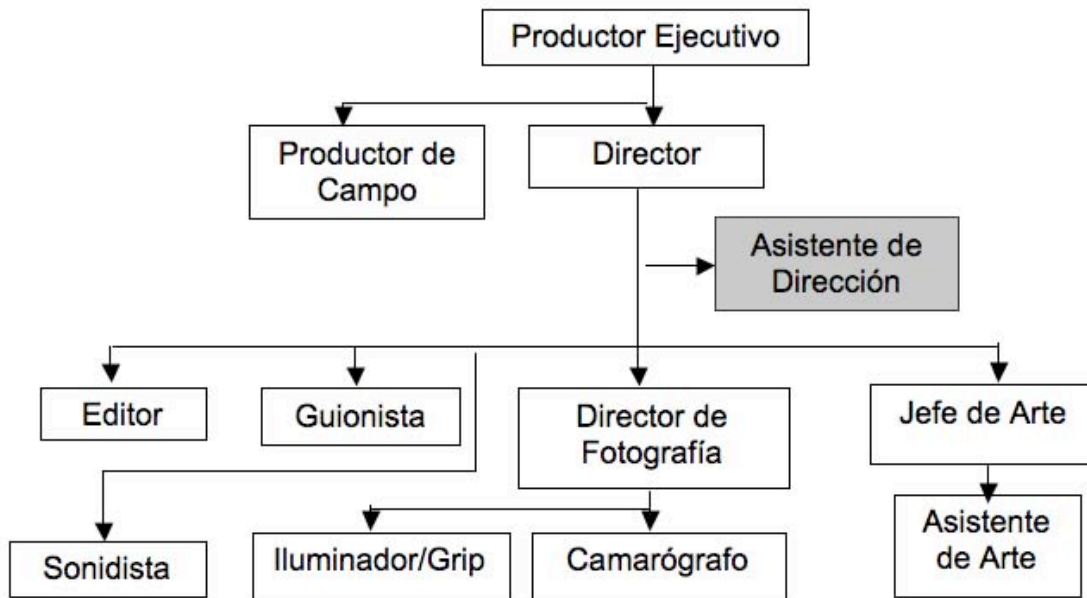 Productor Ejecutivo
Productor de
Campo
Director
Asistente de
Dirección
Editor
Guionista
Director de
Fotografía
Jefe de Arte
Sonidista
Iluminador/Grip
Camarógrafo
Asistente
de Arte